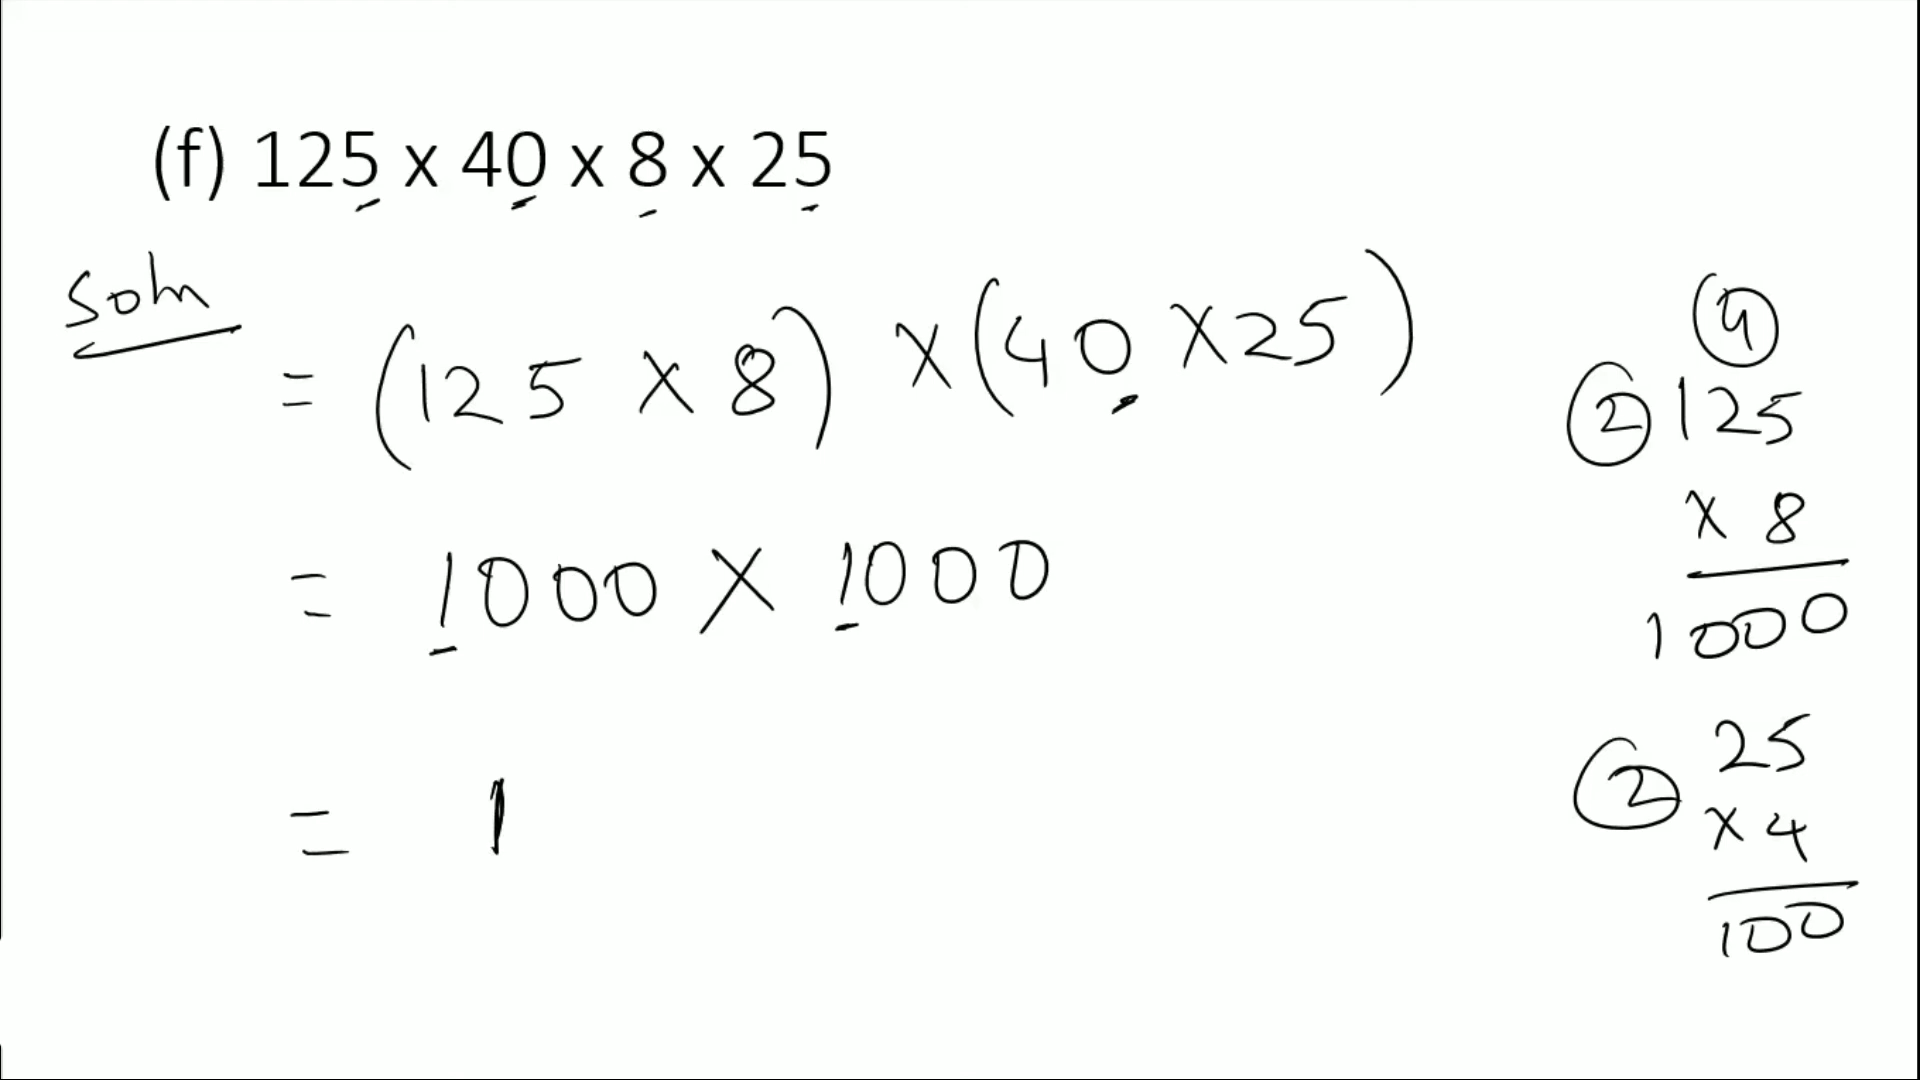 (f) 125 x 40 x 8 x 25
Soln
= (125 X 8) X (40 X 25)
= 1000 X 1000
= 1
4
2 125
X 8
1000
25
2 X 4
100